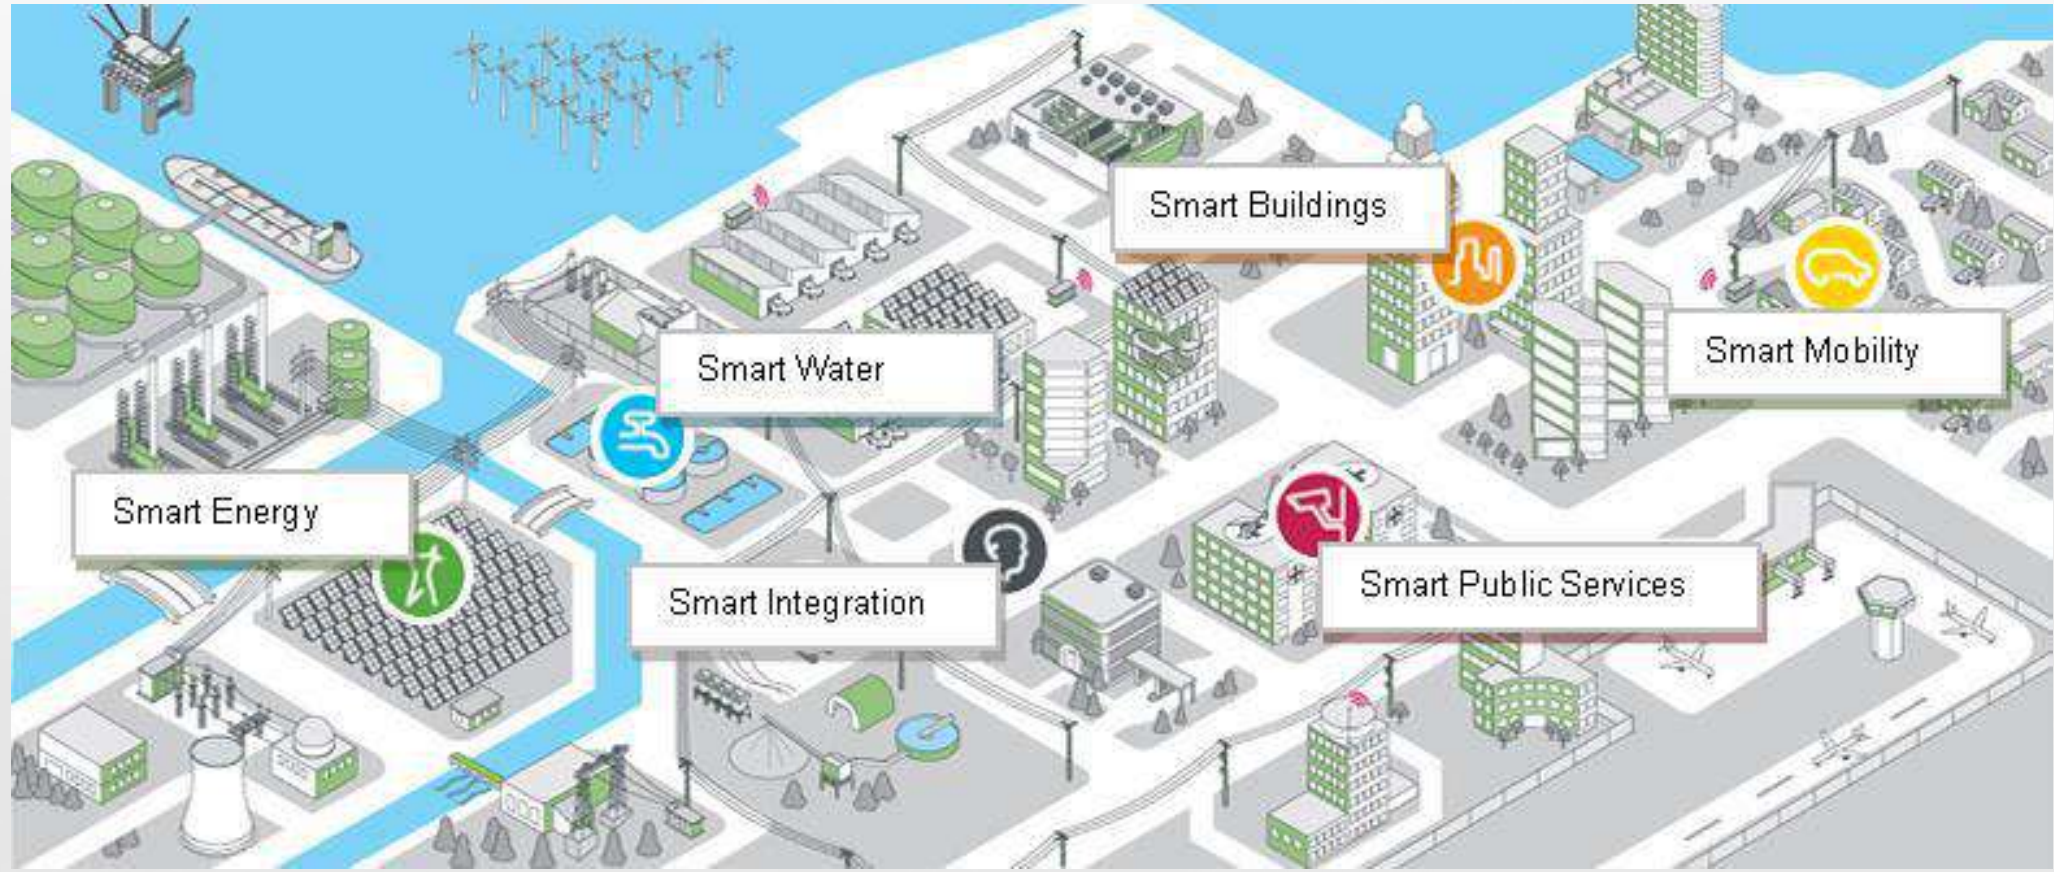 Smart Buildings
Smart Mobility
Smart Water
Smart Energy
Smart Integration
Smart Public Services